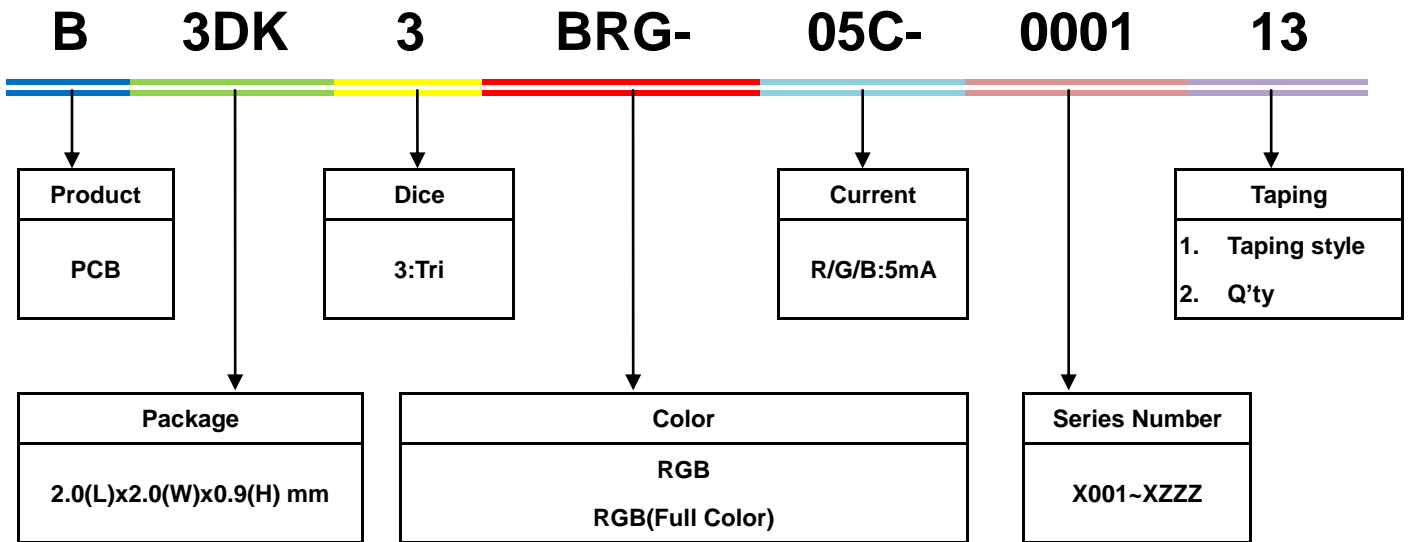 B 3DK 3 BRG- 05C- 0001 13
Product
PCB
Dice
3:Tri
Current
R/G/B:5mA
Taping
1. Taping style
2. Q’ty
Package
2.0(L)x2.0(W)x0.9(H) mm
Color
RGB
RGB(Full Color)
Series Number
X001~XZZZ